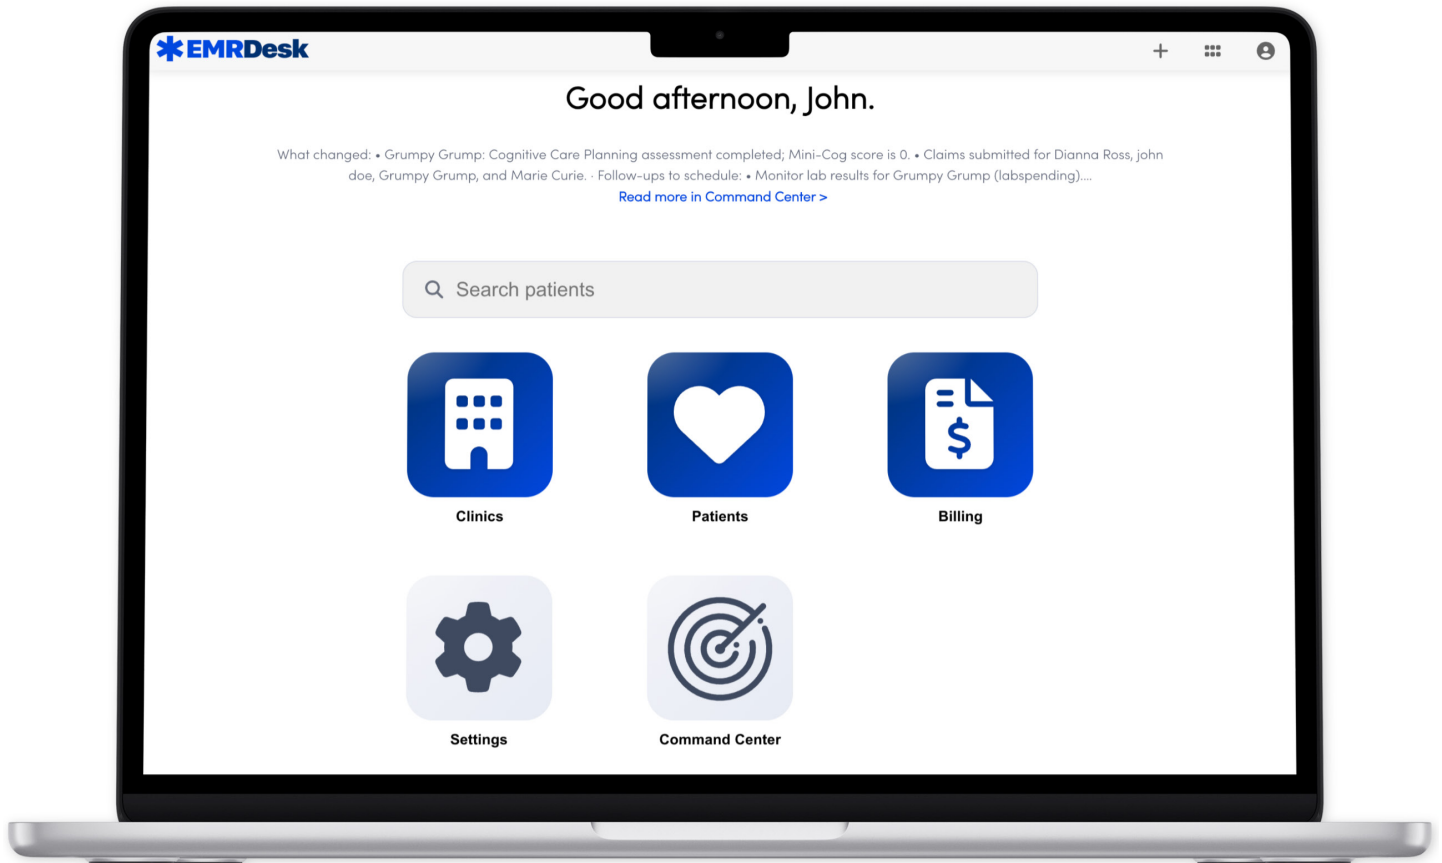 EMRDesk
Good afternoon, John.
What changed: • Grumpy Grump: Cognitive Care Planning assessment completed; Mini-Cog score is 0. • Claims submitted for Dianna Ross, john
doe, Grumpy Grump, and Marie Curie. · Follow-ups to schedule: • Monitor lab results for Grumpy Grump (labspending)....
Read more in Command Center >
Search patients
Clinics
Patients
Billing
Settings
Command Center